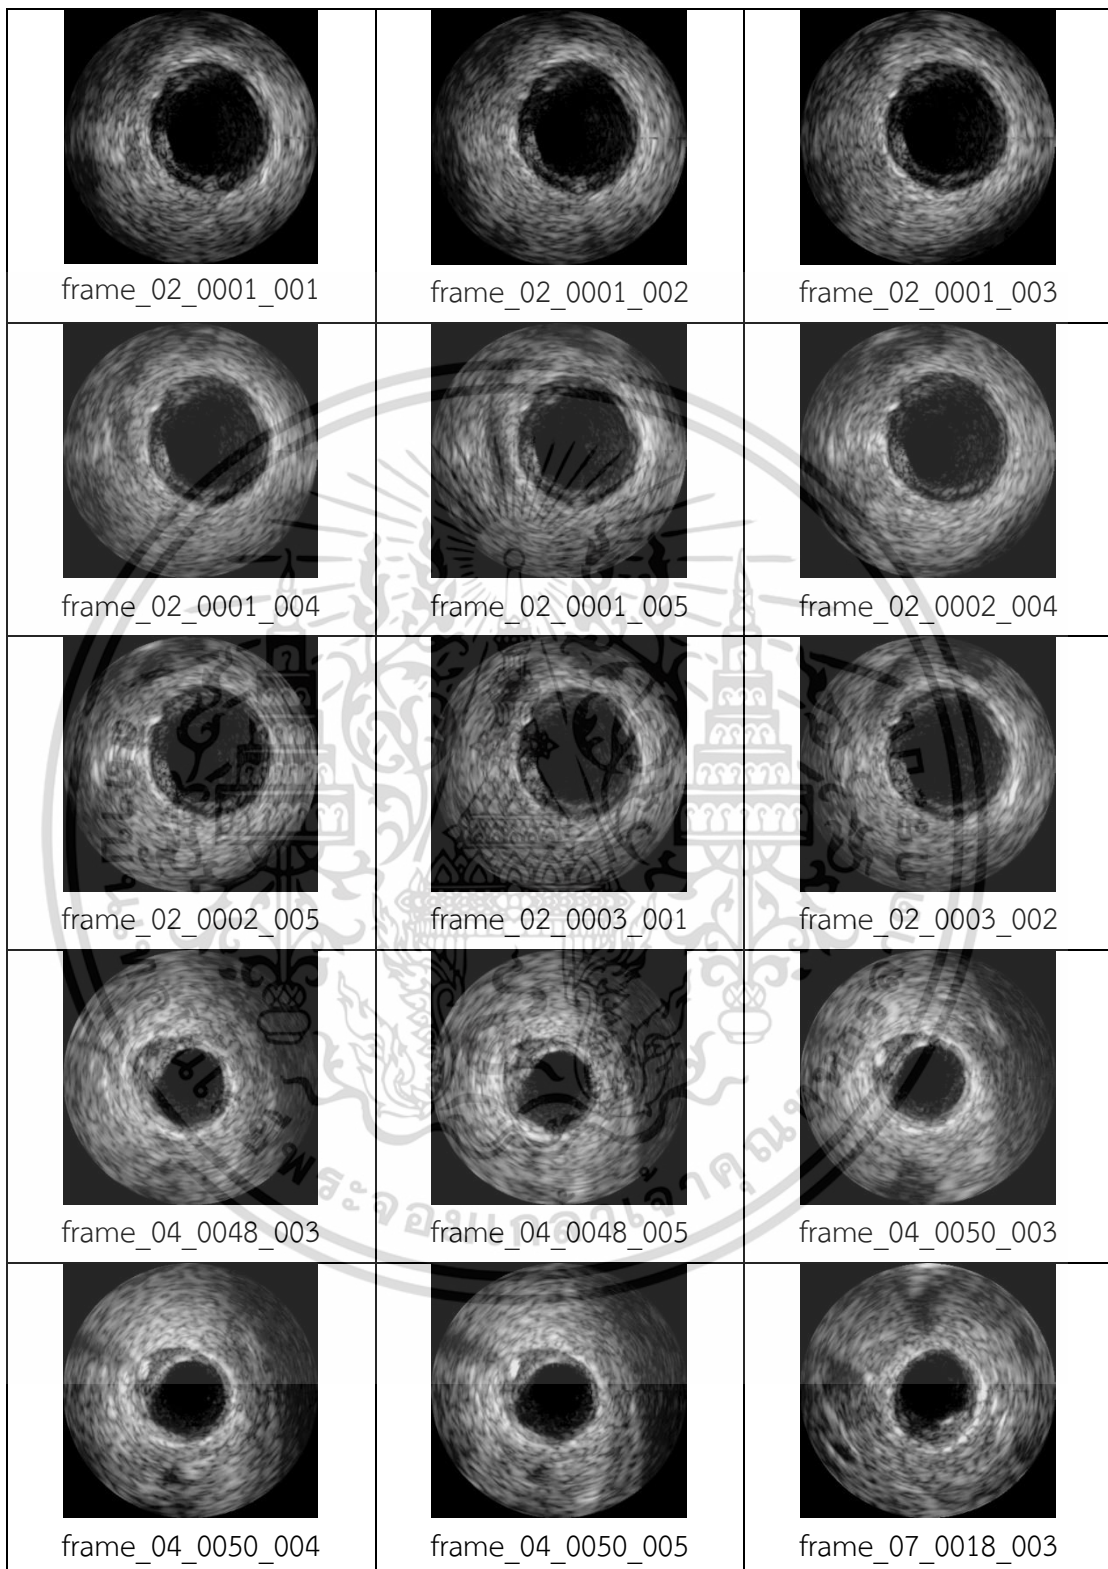 frame_02_0001_001
frame_02_0001_002
frame_02_0001_003
frame_02_0001_004
frame_02_0001_005
frame_02_0002_004
frame_02_0002_005
frame_02_0003_001
frame_02_0003_002
frame_04_0048_003
frame_04_0048_005
frame_04_0050_003
frame_04_0050_004
frame_04_0050_005
frame_07_0018_003